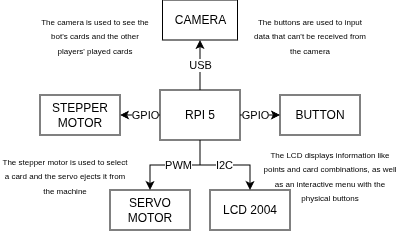 The camera is used to see the
bot's cards and the other
players' played cards
CAMERA
The buttons are used to input
data that can't be received from
the camera
USB
STEPPER
MOTOR
GPIO
RPI 5
GPIO
BUTTON
The stepper motor is used to select
a card and the servo ejects it from
the machine
PWM
I2C
The LCD displays information like
points and card combinations, as well
as an interactive menu with the
physical buttons
SERVO
MOTOR
LCD 2004